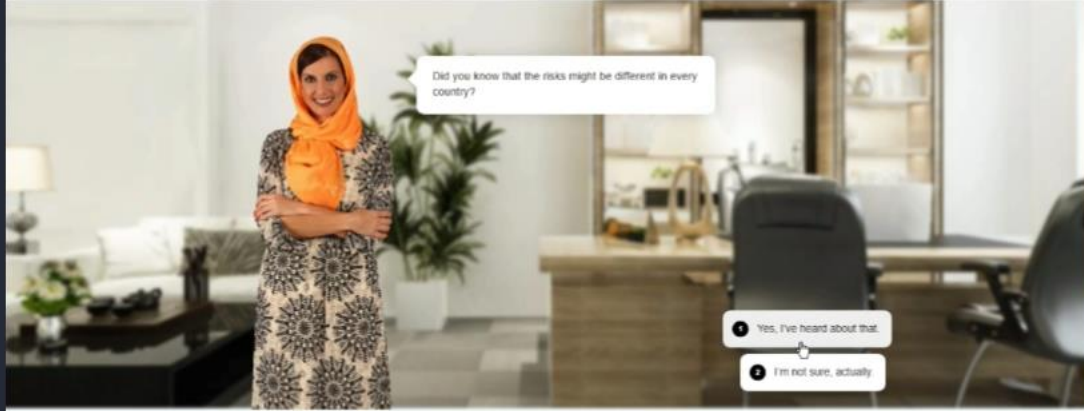 Did you know that the risks might be different in every
country?
1 Yes, I've heard about that.
2 I'm not sure, actually.